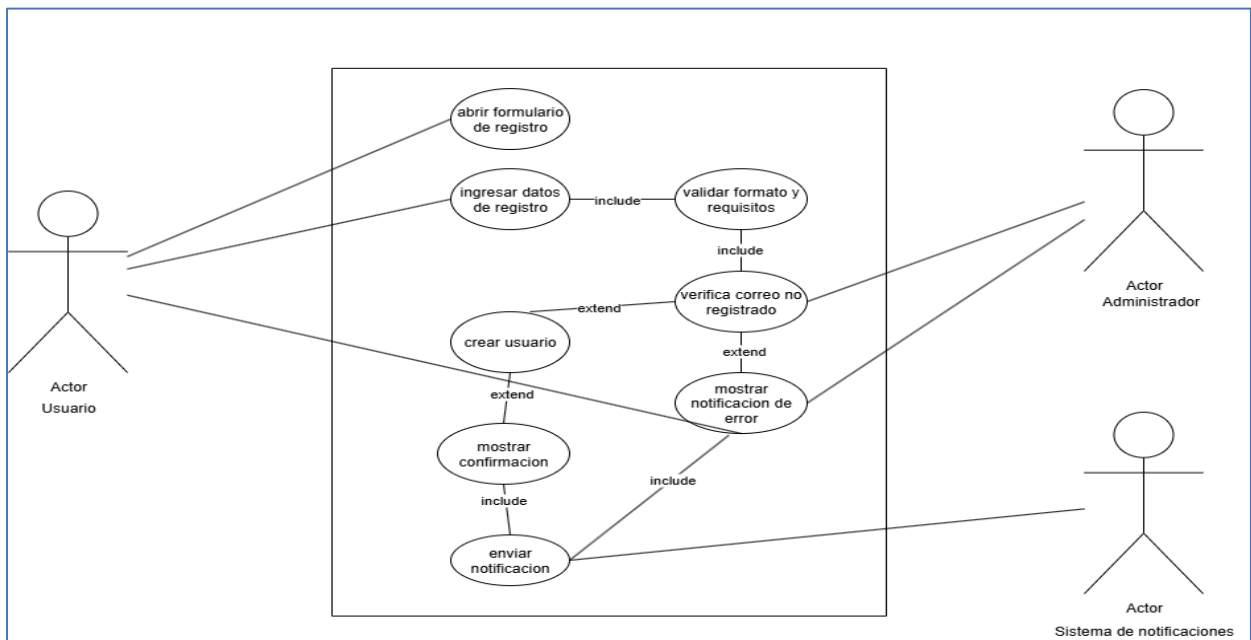 abrir formulario
de registro
ingresar datos
de registro
include
validar formato y
requisitos
include
verifica correo no
registrado
extend
crear usuario
extend
mostrar
notificacion de
error
extend
mostrar
confirmacion
include
include
enviar
notificacion
Actor
Usuario
Actor
Administrador
Actor
Sistema de notificaciones